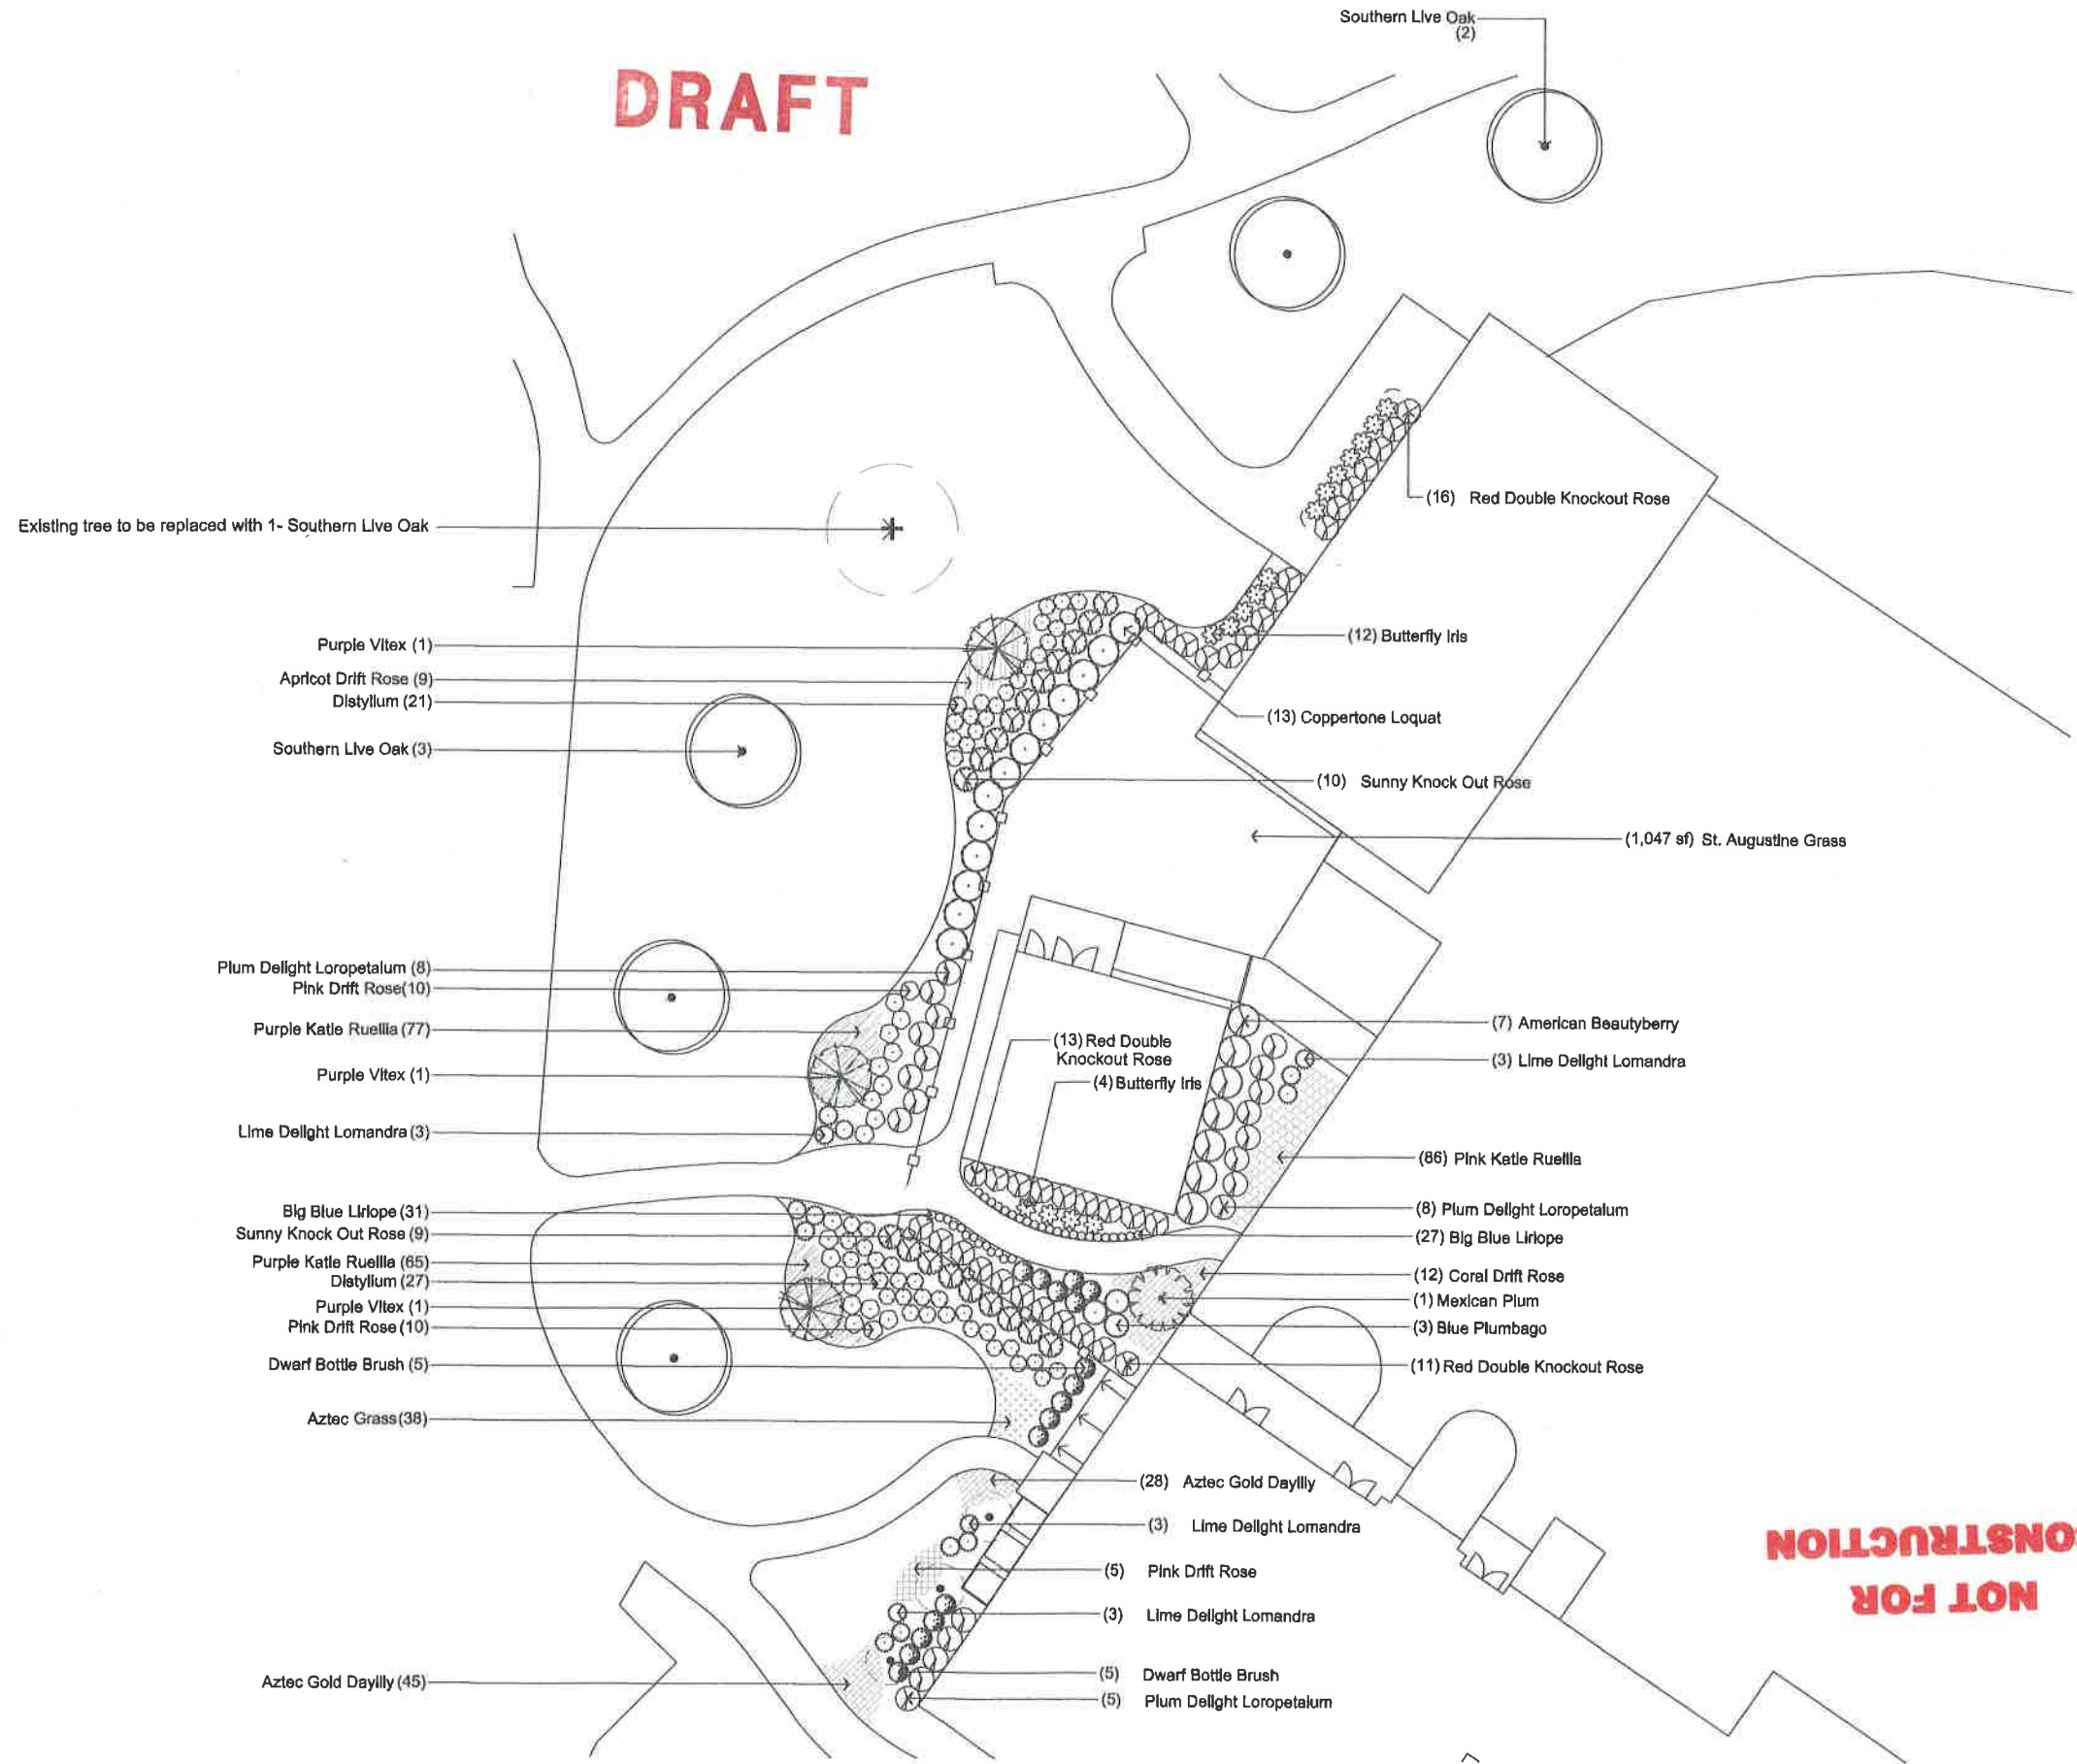 DRAFT
Southern Live Oak
(2)
(16) Red Double Knockout Rose
Existing tree to be replaced with 1- Southern Live Oak
Purple Vitex (1)
(12) Butterfly Iris
Apricot Drift Rose (9)
Distylium (21)
(13) Coppertone Loquat
Southern Live Oak (3)
(10) Sunny Knock Out Rose
(1,047 sf) St. Augustine Grass
Plum Delight Loropetalum (8)
Pink Drift Rose(10)
Purple Katie Ruellia (77)
(7) American Beautyberry
(13) Red Double
Knockout Rose
(3) Lime Delight Lomandra
Purple Vitex (1)
(4) Butterfly Iris
Lime Delight Lomandra (3)
(86) Pink Katie Ruellia
Big Blue Liriope (31)
(8) Plum Delight Loropetalum
Sunny Knock Out Rose (9)
(27) Big Blue Liriope
Purple Katie Ruellia (65)
(12) Coral Drift Rose
Distylium (27)
Purple Vitex (1)
(1) Mexican Plum
Pink Drift Rose (10)
(3) Blue Plumbago
Dwarf Bottle Brush (5)
(11) Red Double Knockout Rose
Aztec Grass (38)
(28) Aztec Gold Daylily
(3) Lime Delight Lomandra
(5) Pink Drift Rose
(3) Lime Delight Lomandra
Aztec Gold Daylily (45)
(5) Dwarf Bottle Brush
(5) Plum Delight Loropetalum
NOT FOR
ONSTRUCTION